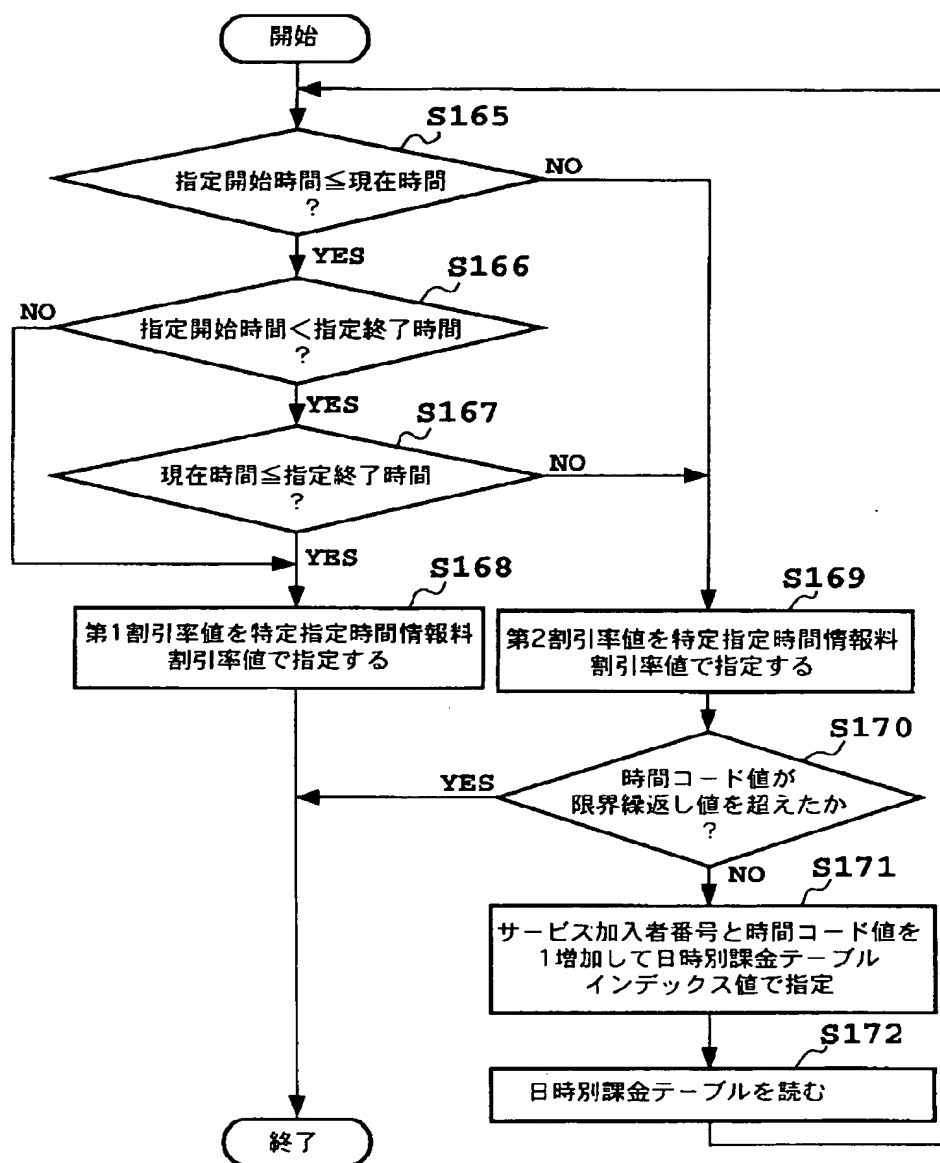 開始
S165
指定開始時間≦現在時間
?
NO
YES
S166
NO
指定開始時間<指定終了時間
?
YES
S167
現在時間≦指定終了時間
?
NO
YES
S168
第1割引率値を特定指定時間情報料
割引率値で指定する
S169
第2割引率値を特定指定時間情報料
割引率値で指定する
S170
YES
時間コード値が
限界繰返し値を超えたか
?
NO
S171
サービス加入者番号と時間コード値を
1増加して日時別課金テーブル
インデックス値で指定
S172
日時別課金テーブルを読む
終了